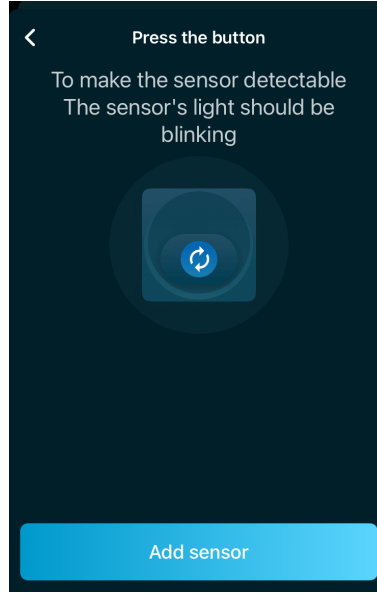 Press the button
To make the sensor detectable
The sensor's light should be
blinking
Add sensor